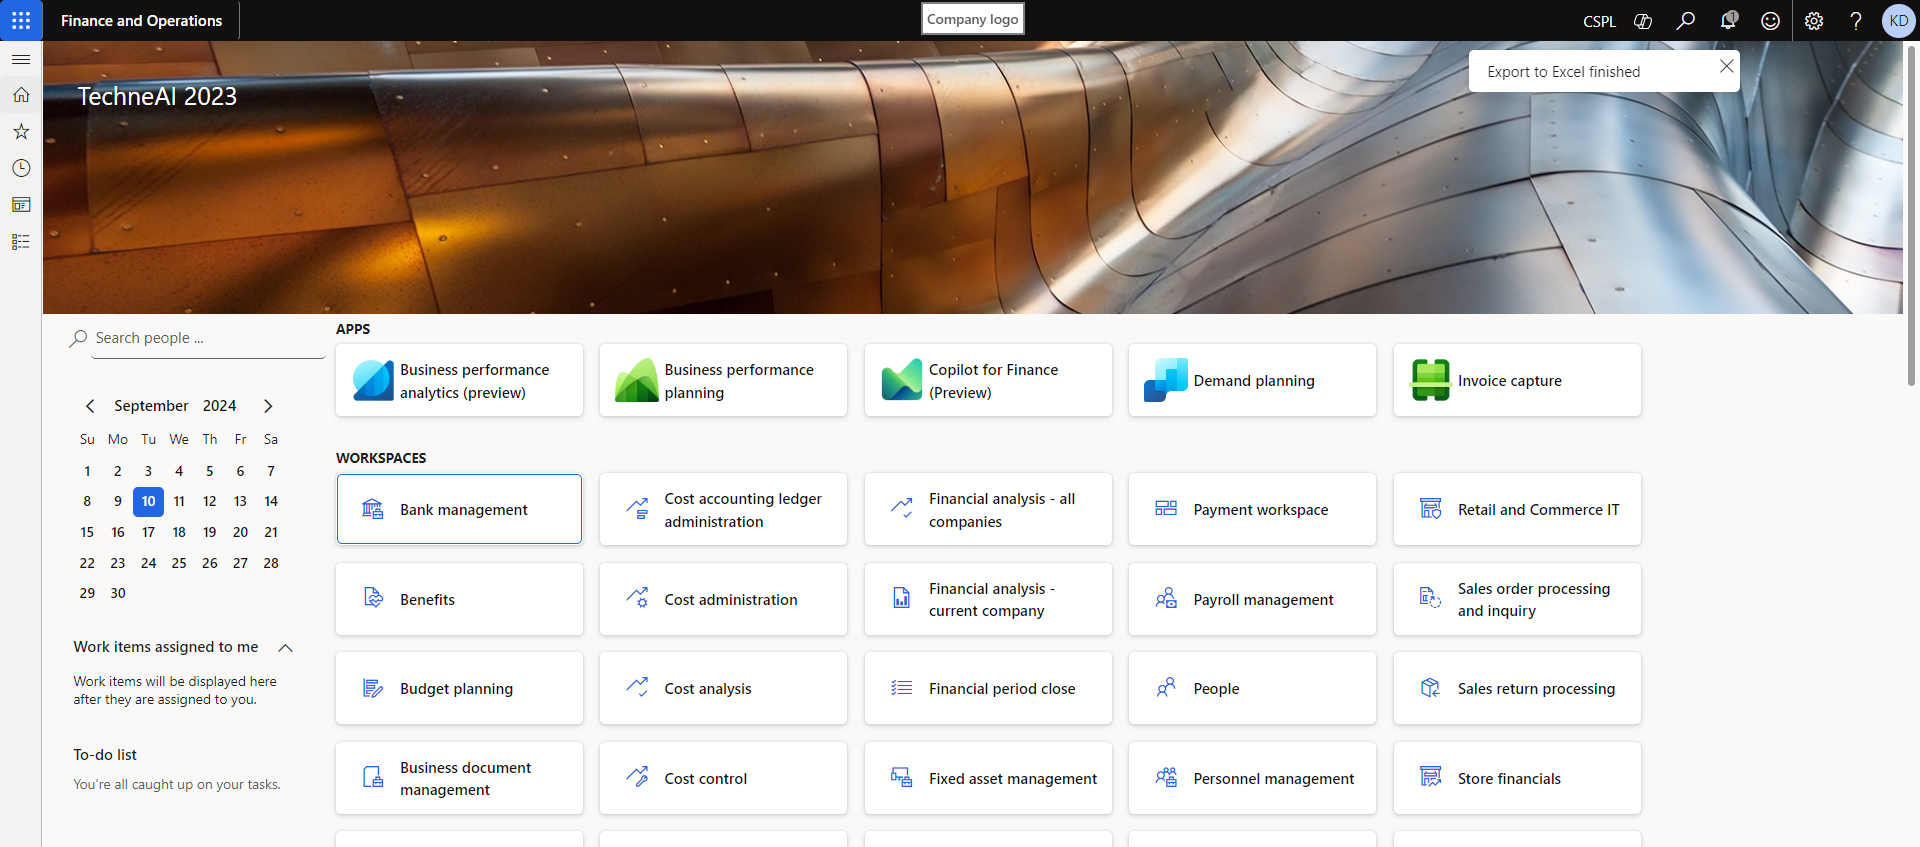 Finance and Operations
Company logo
CSPL
1
KD
Export to Excel finished
TechneAI 2023
Search people ...
September 2024
Su Mo Tu We Th Fr Sa
1 2 3 4 5 6 7
8 9 10 11 12 13 14
15 16 17 18 19 20 21
22 23 24 25 26 27 28
29 30
Work items assigned to me
Work items will be displayed here
after they are assigned to you.
To-do list
You're all caught up on your tasks.
APPS
Business performance
analytics (preview)
Business performance
planning
Copilot for Finance
(Preview)
Demand planning
Invoice capture
WORKSPACES
Bank management
Cost accounting ledger
administration
Financial analysis - all
companies
Payment workspace
Retail and Commerce IT
Benefits
Cost administration
Financial analysis -
current company
Payroll management
Sales order processing
and inquiry
Budget planning
Cost analysis
Financial period close
People
Sales return processing
Business document
management
Cost control
Fixed asset management
Personnel management
Store financials